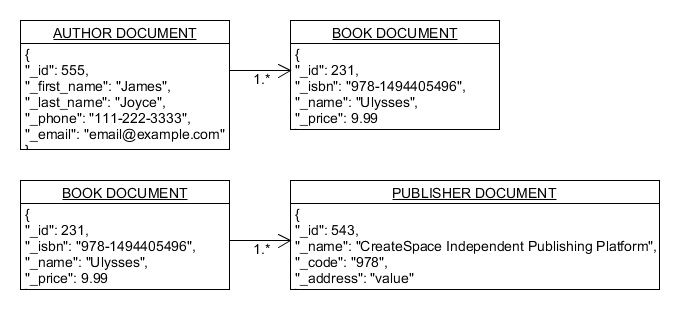 AUTHOR DOCUMENT
{
"_id": 555,
"_first_name": "James",
"_last_name": "Joyce",
"_phone": "111-222-3333",
"_email": "email@example.com"
}
1.*
BOOK DOCUMENT
{
"_id": 231,
"_isbn": "978-1494405496",
"_name": "Ulysses",
"_price": 9.99
BOOK DOCUMENT
{
"_id": 231,
"_isbn": "978-1494405496",
"_name": "Ulysses",
"_price": 9.99
1.*
PUBLISHER DOCUMENT
{
"_id": 543,
"_name": "CreateSpace Independent Publishing Platform",
"_code": "978",
"_address": "value"